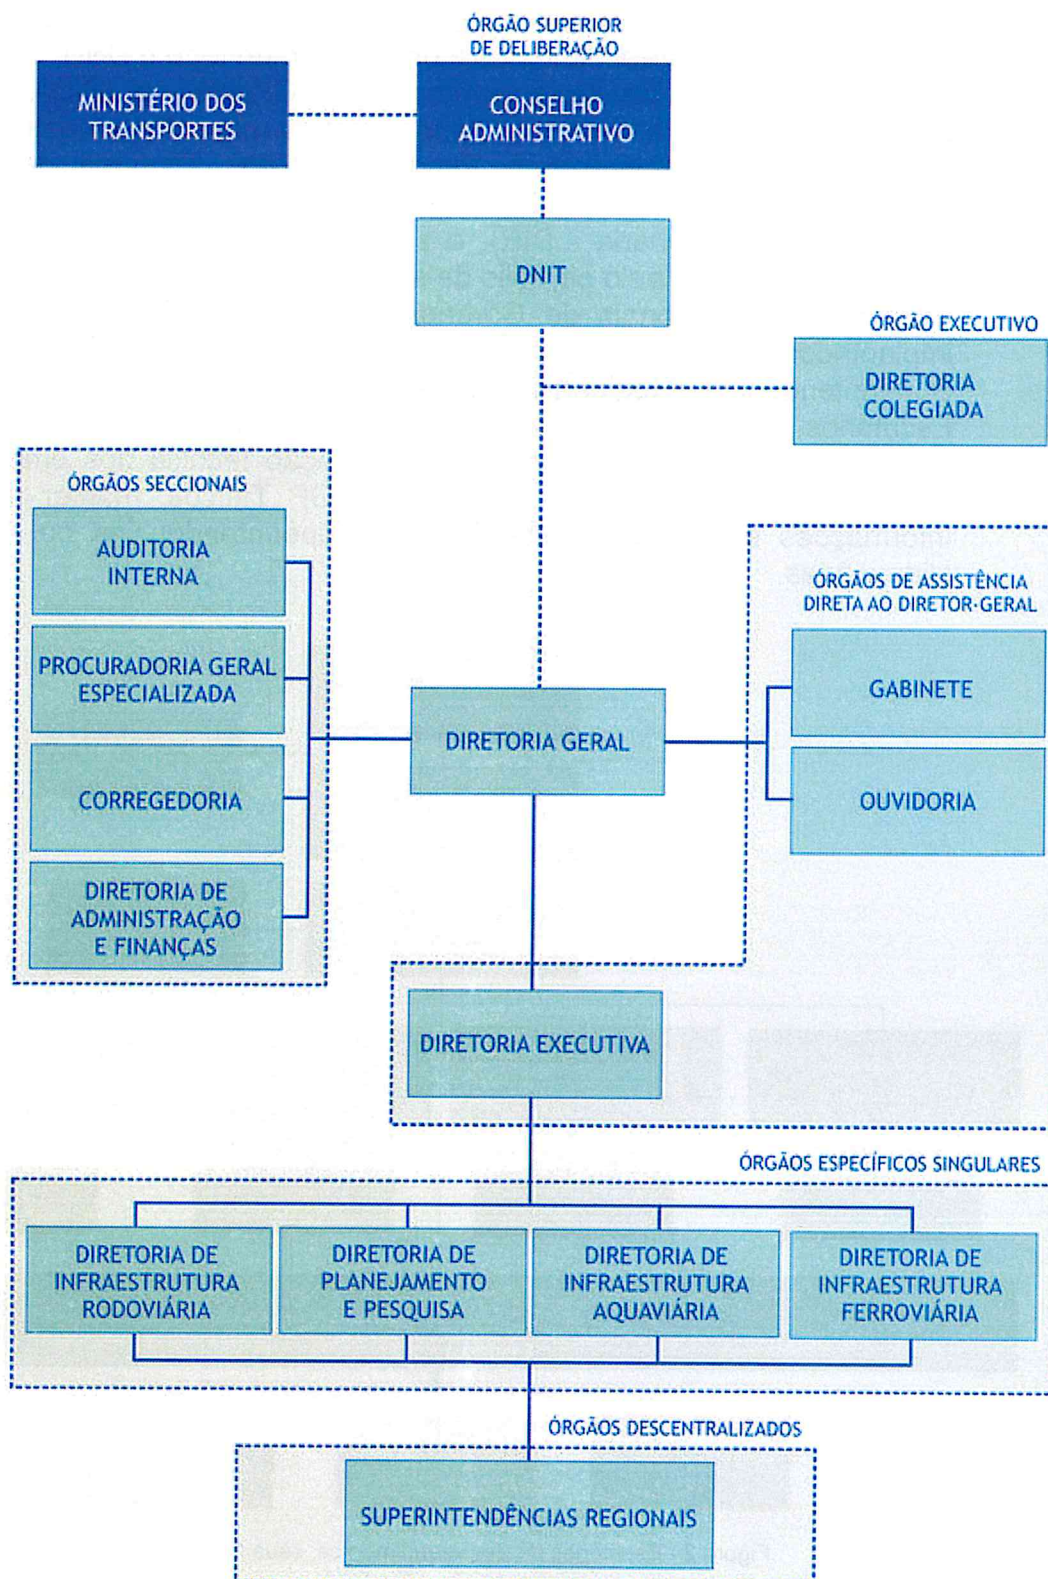 ÓRGÃO SUPERIOR
DE DELIBERAÇÃO
MINISTÉRIO DOS
TRANSPORTES
CONSELHO
ADMINISTRATIVO
DNIT
ÓRGÃO EXECUTIVO
DIRETORIA
COLEGIADA
ÓRGÃOS SECCIONAIS
AUDITORIA
INTERNA
PROCURADORIA GERAL
ESPECIALIZADA
CORREGEDORIA
DIRETORIA DE
ADMINISTRAÇÃO
E FINANÇAS
DIRETORIA GERAL
ÓRGÃOS DE ASSISTÊNCIA
DIRETA AO DIRETOR-GERAL
GABINETE
OUVIDORIA
DIRETORIA EXECUTIVA
ÓRGÃOS ESPECÍFICOS SINGULARES
DIRETORIA DE
INFRAESTRUTURA
RODOVIÁRIA
DIRETORIA DE
PLANEJAMENTO
E PESQUISA
DIRETORIA DE
INFRAESTRUTURA
AQUAVIÁRIA
DIRETORIA DE
INFRAESTRUTURA
FERROVIÁRIA
ÓRGÃOS DESCENTRALIZADOS
SUPERINTENDÊNCIAS REGIONAIS